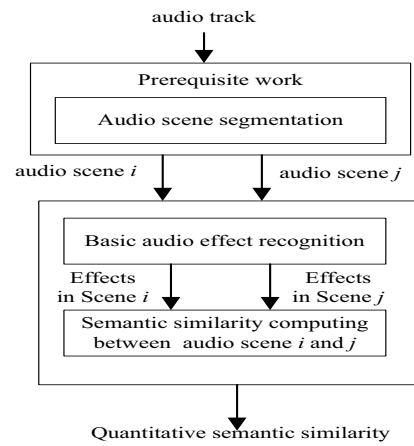 audio track
Prerequisite work
Audio scene segmentation
audio scene i
audio scene j
Basic audio effect recognition
Effects
in Scene i
Effects
in Scene j
Semantic similarity computing
between audio scene i and j
Quantitative semantic similarity